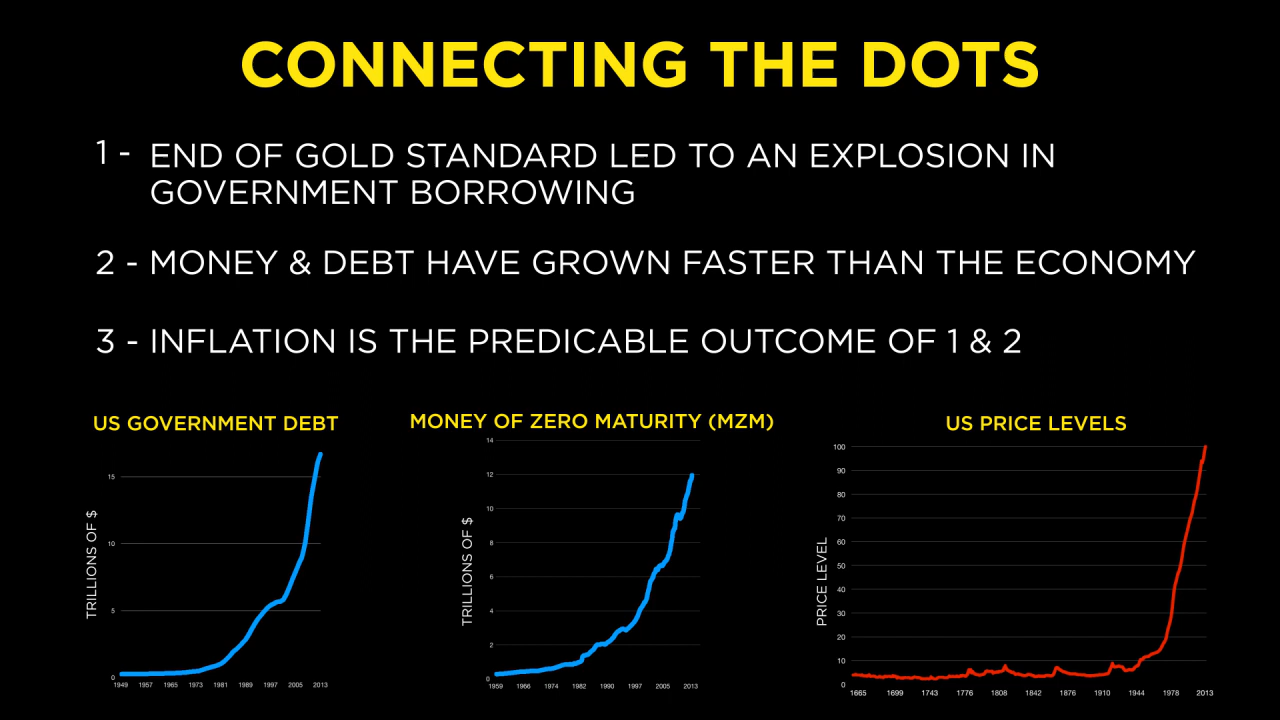 CONNECTING THE DOTS
1 - END OF GOLD STANDARD LED TO AN EXPLOSION IN
GOVERNMENT BORROWING
2 - MONEY & DEBT HAVE GROWN FASTER THAN THE ECONOMY
3 - INFLATION IS THE PREDICABLE OUTCOME OF 1 & 2
US GOVERNMENT DEBT
TRILLIONS OF $
15
10
5
0
1949 1957 1965 1973 1981 1989 1997 2005 2013
MONEY OF ZERO MATURITY (MZM)
TRILLIONS OF $
14
12
10
8
6
4
2
0
1959 1966 1974 1982 1990 1997 2005 2013
US PRICE LEVELS
PRICE LEVEL
100
90
80
70
60
50
40
30
20
10
0
1665 1699 1743 1776 1808 1842 1876 1910 1944 1978 2013